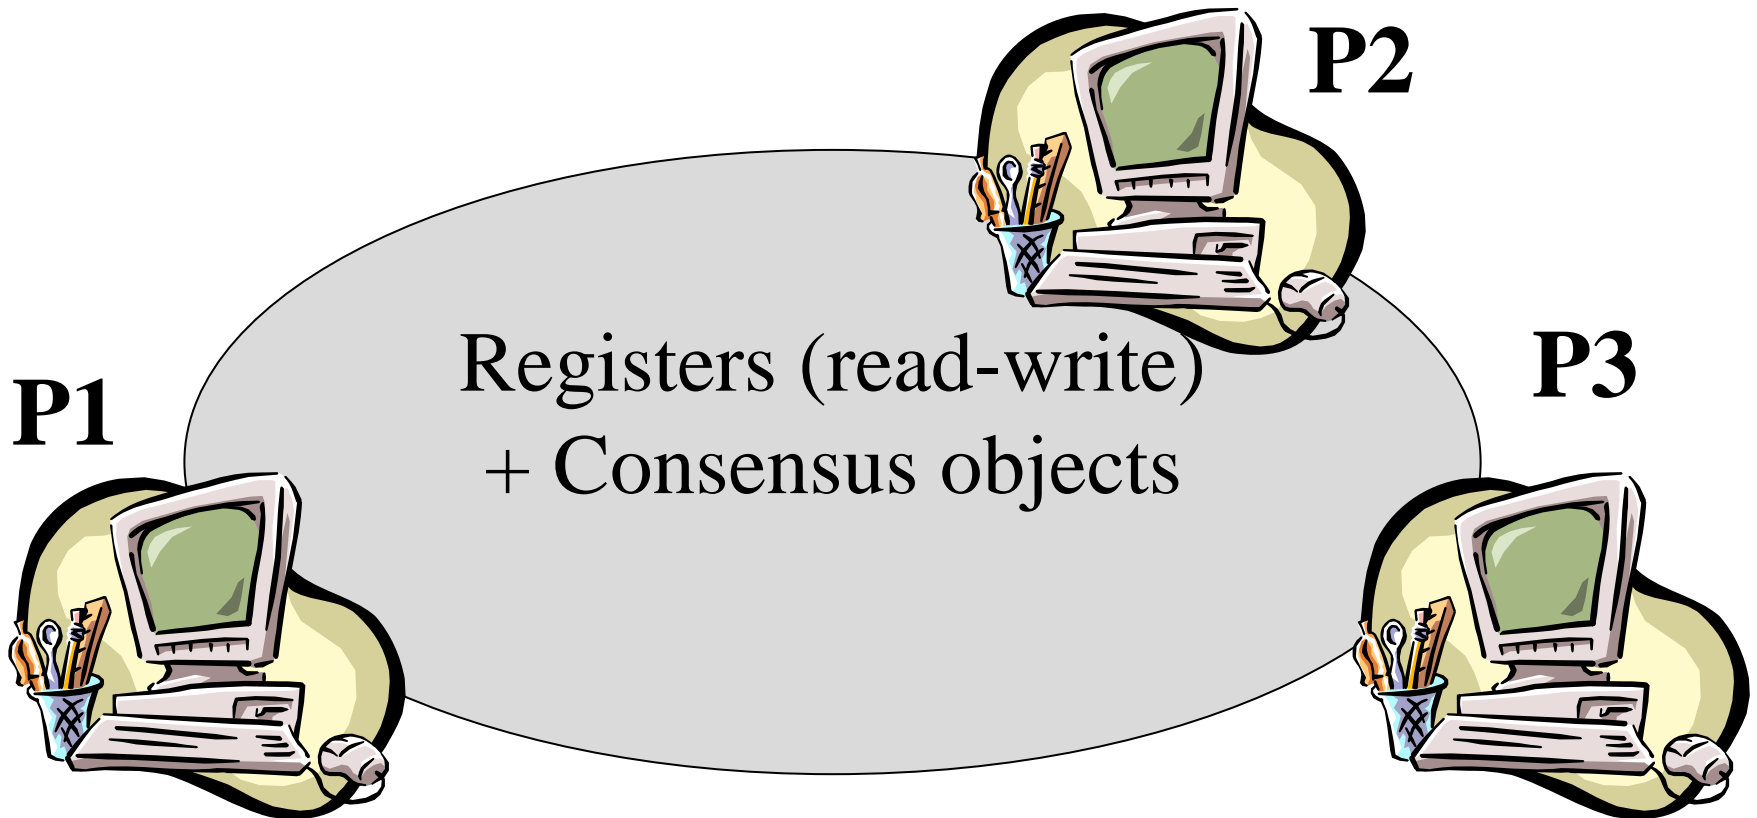 P2
Registers (read-write)
+ Consensus objects
P3
P1